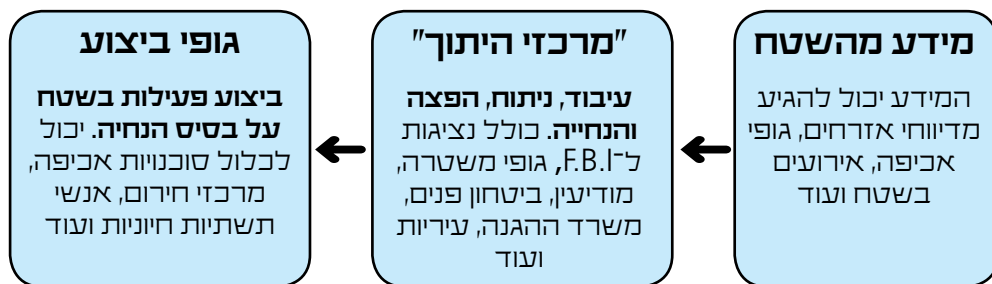 מידע מהשטח
המידע יכול להגיע
מדיווחי אזרחים, גופי
אכיפה, אירועים
בשטח ועוד
"מרכזי היתוך"
עיבוד, ניתוח, הפצה
והנחייה. כולל נציגות
ל־F.B.I, גופי משטרה,
מודיעין, ביטחון פנים,
משרד ההגנה, עיריות
ועוד
גופי ביצוע
ביצוע פעילות בשטח
על בסיס הנחיה. יכול
לכלול סוכנויות אכיפה,
מרכזי חירום, אנשי
תשתיות חיוניות ועוד